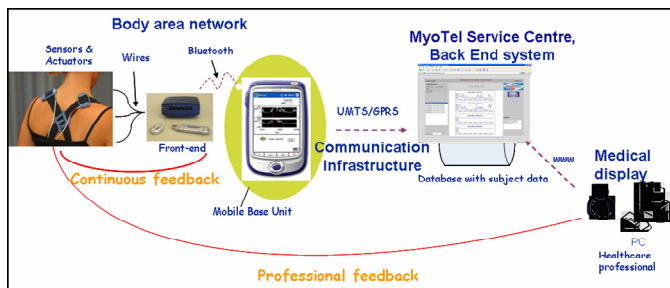 Body area network
Sensors &
Actuators
Wires
Bluetooth
MyoTel Service Centre,
Back End system
UMTS/GPRS
Front-end
Communication
Infrastructure
Continuous feedback
Mobile Base Unit
Database with subject data
www
Medical
display
PC
Healthcare
professional
Professional feedback